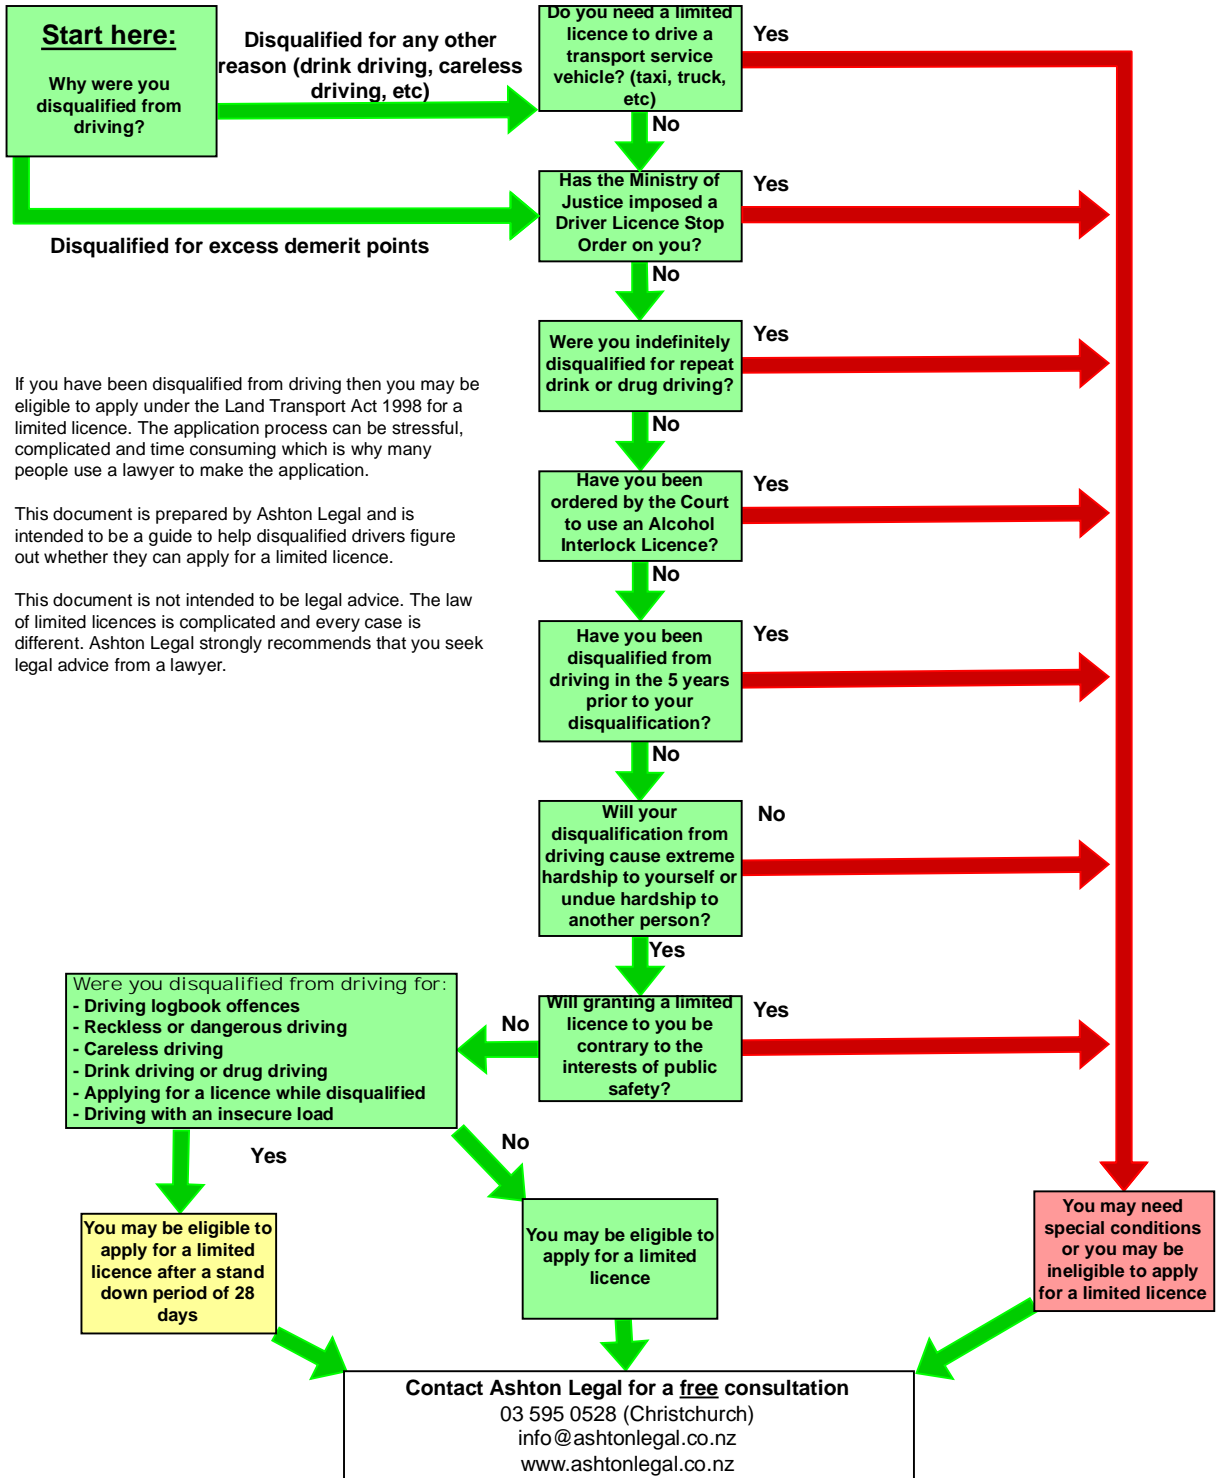 Start here:
Why were you
disqualified from
driving?
Disqualified for any other
reason (drink driving, careless
driving, etc)
Do you need a limited
licence to drive a
transport service
vehicle? (taxi, truck,
etc)
Yes
No
Disqualified for excess demerit points
Has the Ministry of
Justice imposed a
Driver Licence Stop
Order on you?
Yes
No
Were you indefinitely
disqualified for repeat
drink or drug driving?
Yes
No
If you have been disqualified from driving then you may be
eligible to apply under the Land Transport Act 1998 for a
limited licence. The application process can be stressful,
complicated and time consuming which is why many
people use a lawyer to make the application.
This document is prepared by Ashton Legal and is
intended to be a guide to help disqualified drivers figure
out whether they can apply for a limited licence.
This document is not intended to be legal advice. The law
of limited licences is complicated and every case is
different. Ashton Legal strongly recommends that you seek
legal advice from a lawyer.
Have you been
ordered by the Court
to use an Alcohol
Interlock Licence?
Yes
No
Have you been
disqualified from
driving in the 5 years
prior to your
disqualification?
Yes
No
Will your
disqualification from
driving cause extreme
hardship to yourself or
undue hardship to
another person?
No
Yes
Will granting a limited
licence to you be
contrary to the
interests of public
safety?
Yes
No
Were you disqualified from driving for:
- Driving logbook offences
- Reckless or dangerous driving
- Careless driving
- Drink driving or drug driving
- Applying for a licence while disqualified
- Driving with an insecure load
Yes
No
You may be eligible to
apply for a limited
licence after a stand
down period of 28
days
You may be eligible to
apply for a limited
licence
You may need
special conditions
or you may be
ineligible to apply
for a limited licence
Contact Ashton Legal for a free consultation
03 595 0528 (Christchurch)
info@ashtonlegal.co.nz
www.ashtonlegal.co.nz